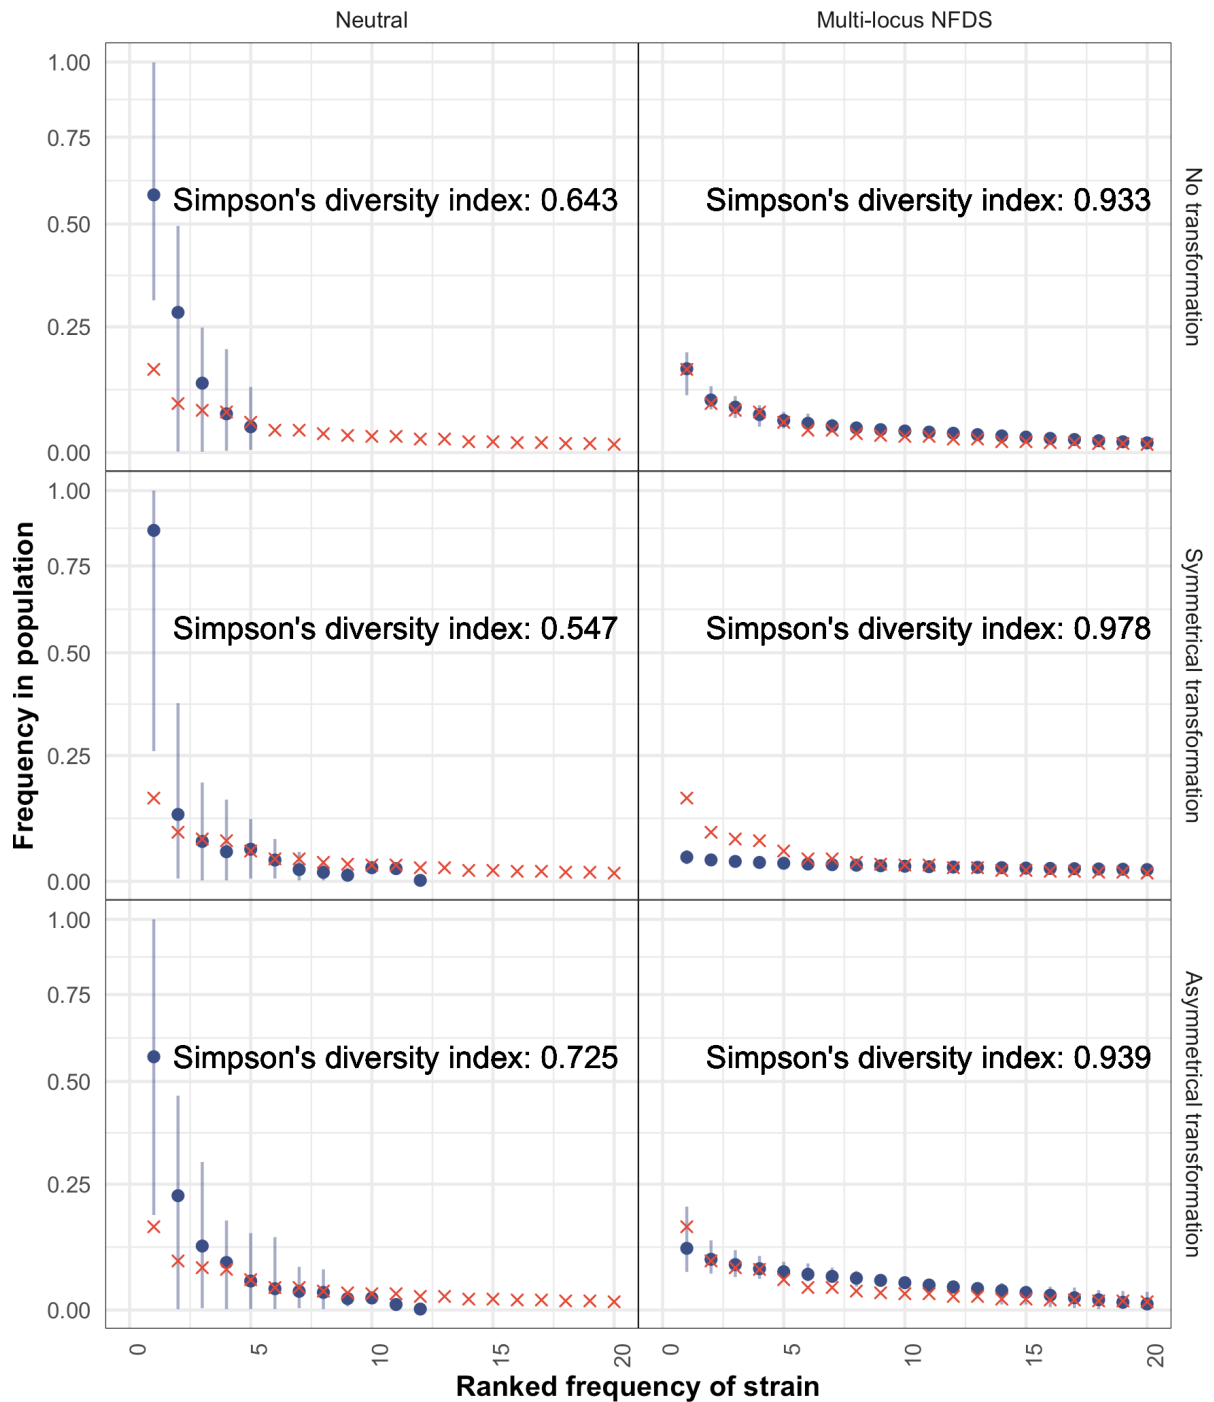 Neutral
Multi-locus NFDS
1.00
0.75
0.50
0.25
0.00
Simpson's diversity index: 0.643
Simpson's diversity index: 0.933
No transformation
1.00
0.75
0.50
0.25
0.00
Simpson's diversity index: 0.547
Simpson's diversity index: 0.978
Symmetrical transformation
1.00
0.75
0.50
0.25
0.00
Simpson's diversity index: 0.725
Simpson's diversity index: 0.939
Asymmetrical transformation
Frequency in population
0 5 10 15 20
0 5 10 15 20
Ranked frequency of strain